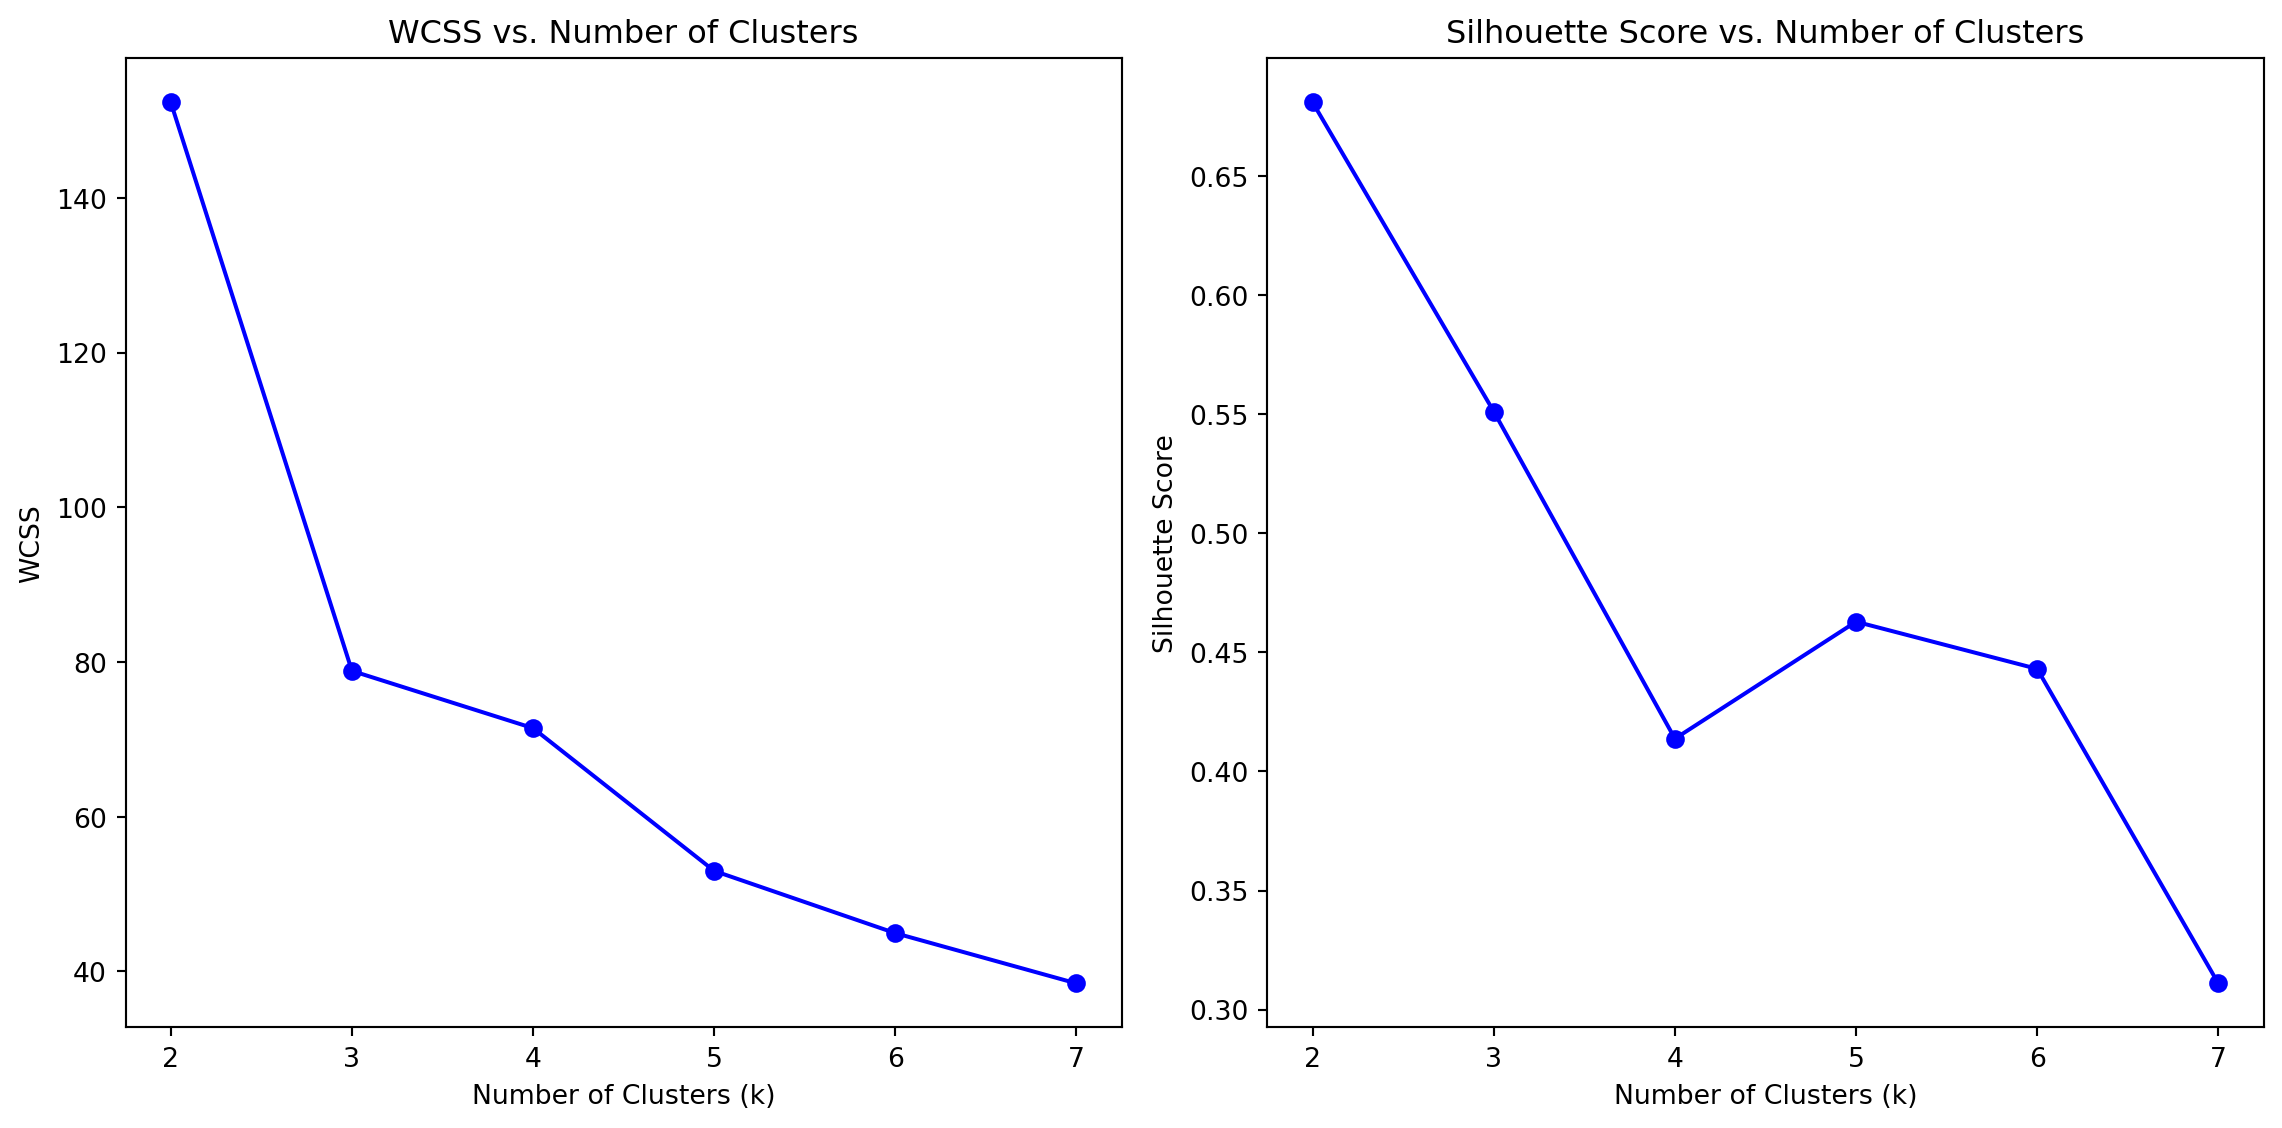 WCSS vs. Number of Clusters
WCSS
140
120
100
80
60
40
2 3 4 5 6 7
Number of Clusters (k)
Silhouette Score vs. Number of Clusters
Silhouette Score
0.65
0.60
0.55
0.50
0.45
0.40
0.35
0.30
2 3 4 5 6 7
Number of Clusters (k)